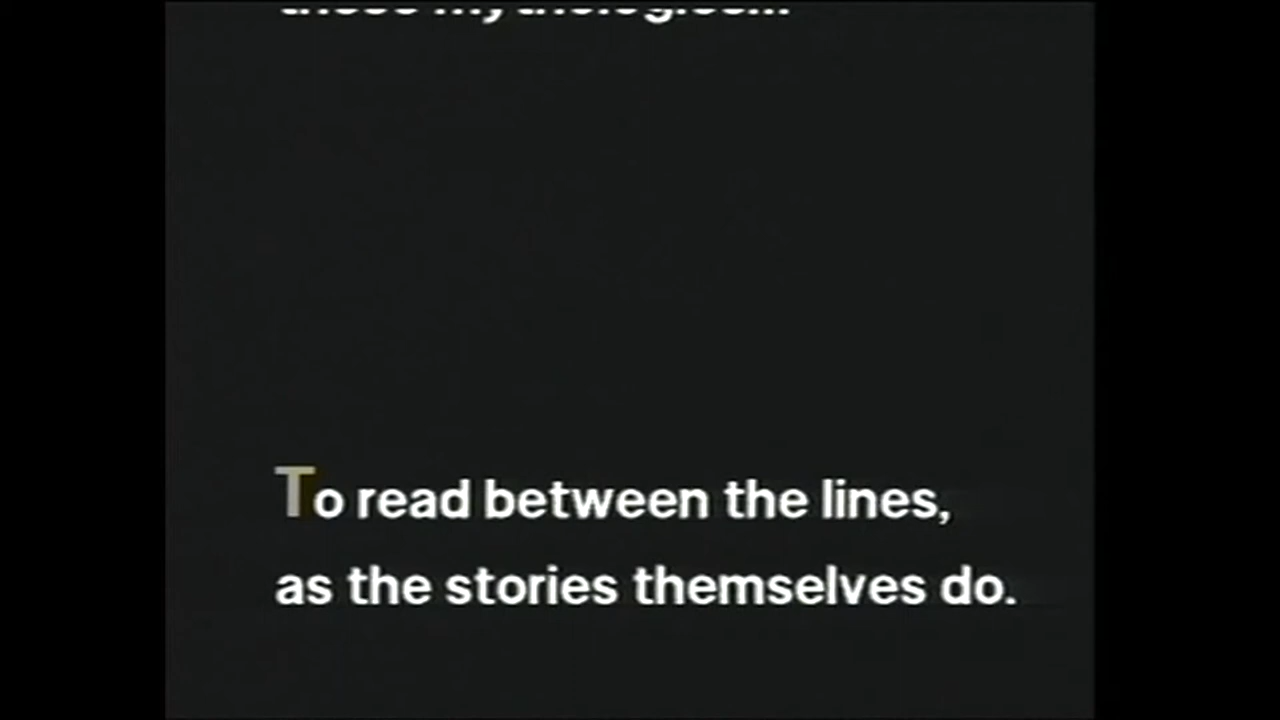 To read between the lines,
as the stories themselves do.